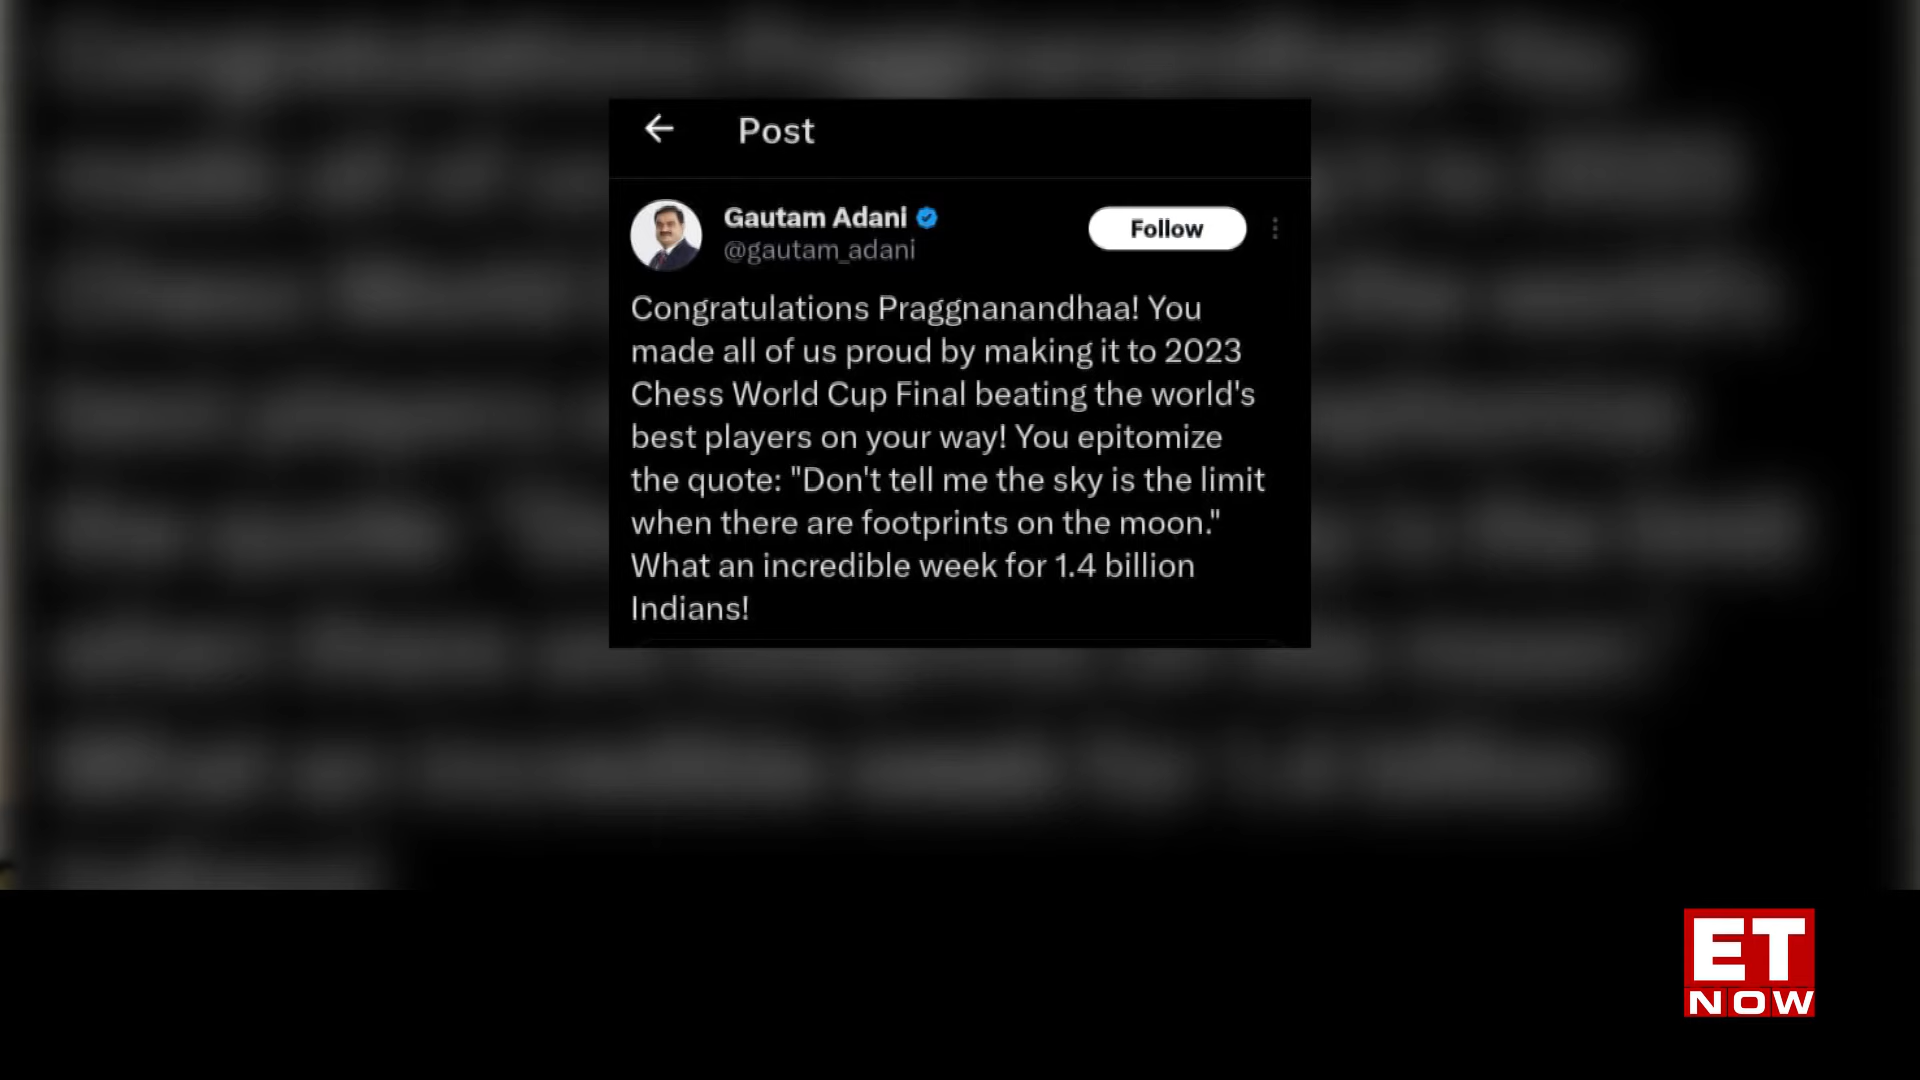 Post
Gautam Adani
@gautam_adani
Follow
Congratulations Praggnanandhaa! You
made all of us proud by making it to 2023
Chess World Cup Final beating the world's
best players on your way! You epitomize
the quote: "Don't tell me the sky is the limit
when there are footprints on the moon."
What an incredible week for 1.4 billion
Indians!
ET
NOW